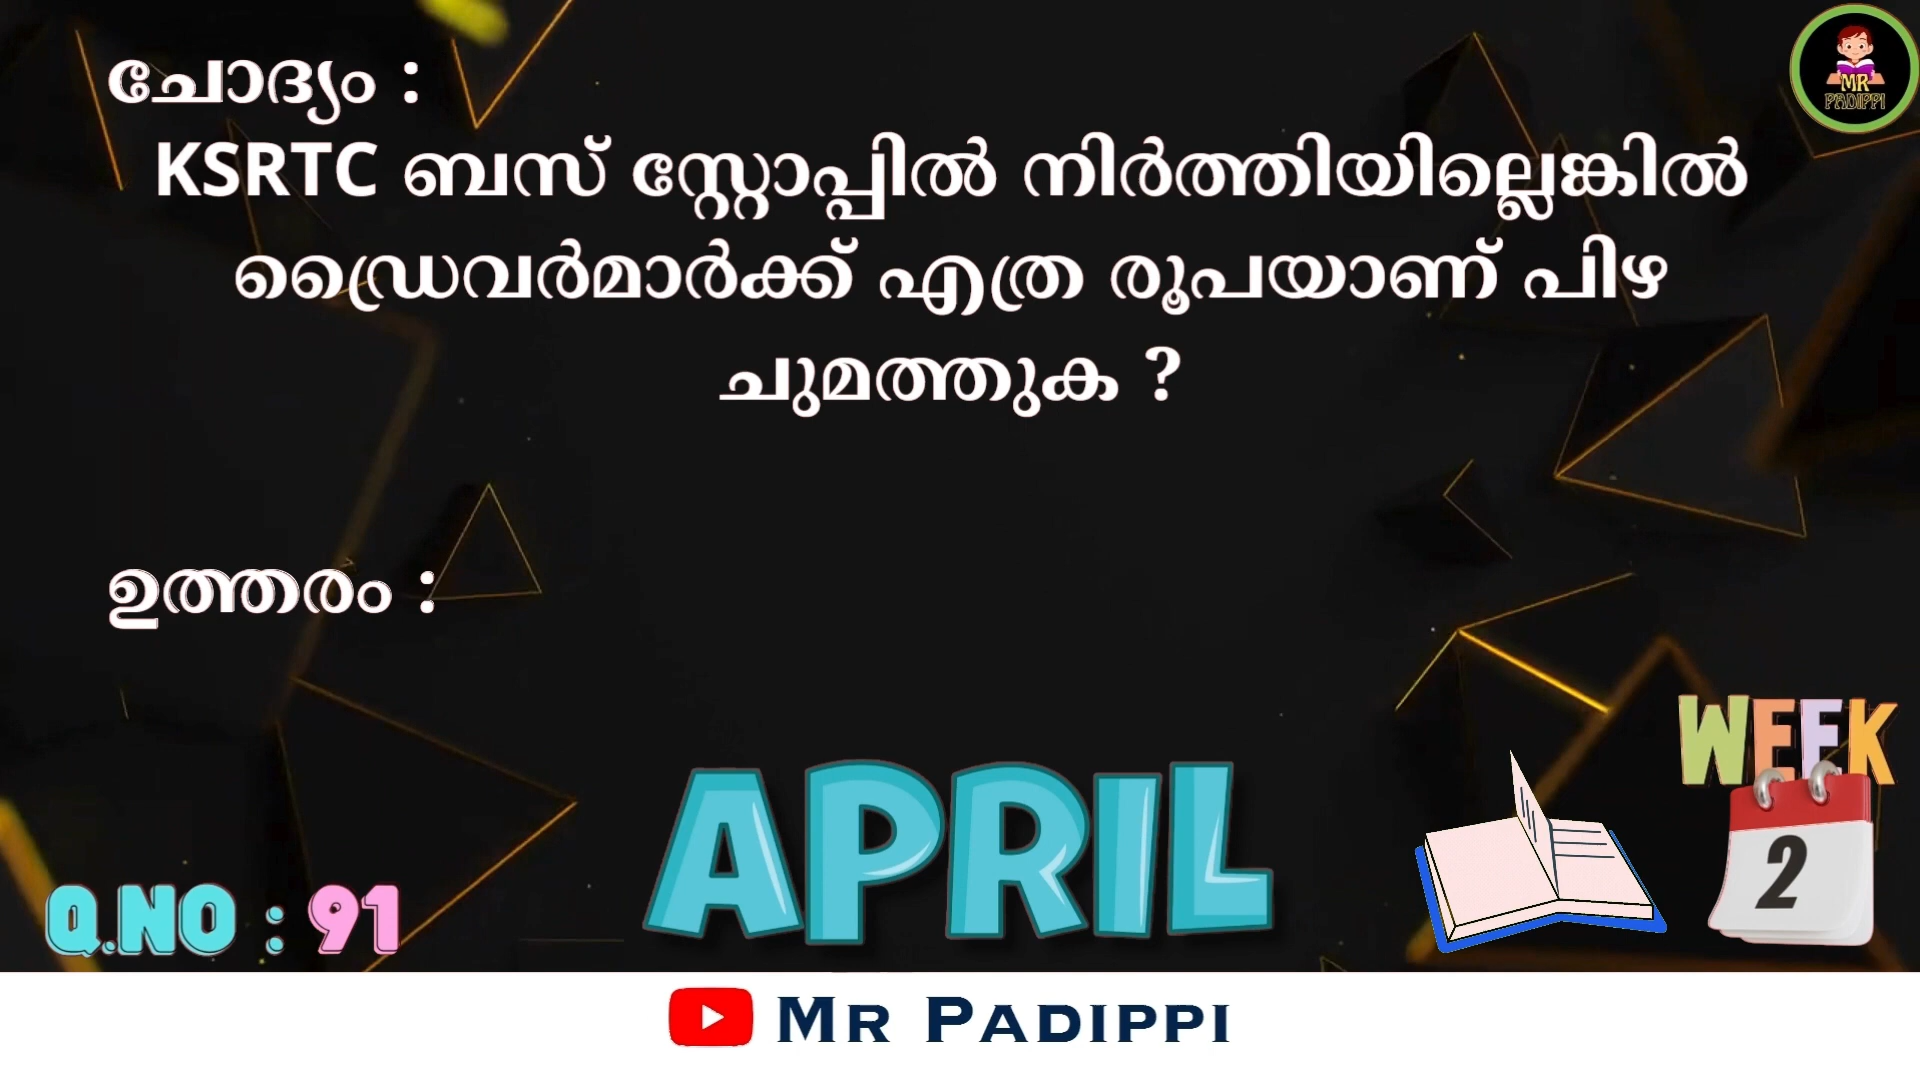 ചോദ്യം :
KSRTC ബസ് സ്റ്റോപ്പിൽ നിർത്തിയില്ലെങ്കിൽ
ഡ്രൈവർമാർക്ക് എത്ര രൂപയാണ് പിഴ
ചുമത്തുക ?
ഉത്തരം :
Q.NO : 91
APRIL
WEEK
2
MR PADIPPI
MR
PADIPPI